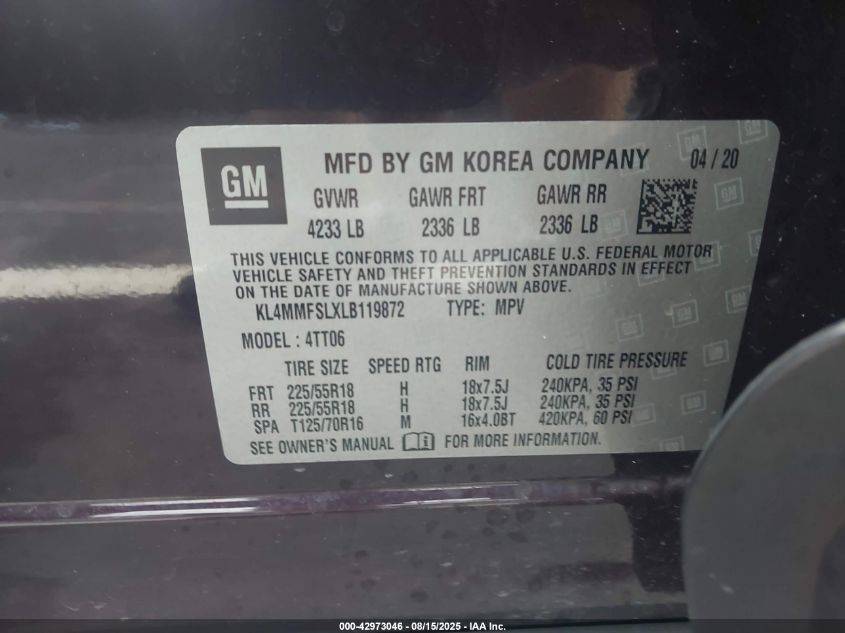 GM
MFD BY GM KOREA COMPANY 04 / 20
GVWR GAWR FRT GAWR RR
4233 LB 2336 LB 2336 LB
THIS VEHICLE CONFORMS TO ALL APPLICABLE U.S. FEDERAL MOTOR
VEHICLE SAFETY AND THEFT PREVENTION STANDARDS IN EFFECT
ON THE DATE OF MANUFACTURE SHOWN ABOVE.
KL4MMFSLXLB119872 TYPE: MPV
MODEL : 4TT06
TIRE SIZE SPEED RTG RIM COLD TIRE PRESSURE
FRT 225/55R18 H 18x7.5J 240KPA, 35 PSI
RR 225/55R18 H 18x7.5J 240KPA, 35 PSI
SPA T125/70R16 M 16x4.0BT 420KPA, 60 PSI
SEE OWNER'S MANUAL FOR MORE INFORMATION.
000-42973046 - 08/15/2025 - IAA Inc.